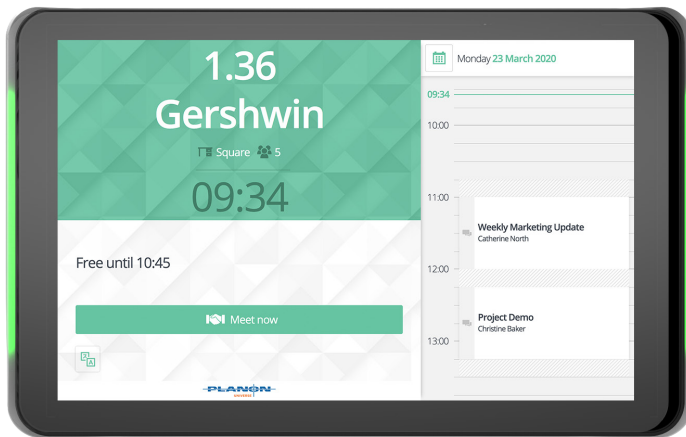 1.36
Gershwin
Square 5
09:34
Free until 10:45
Meet now
PLANON
UNIVERSE
Monday 23 March 2020
09:34
10:00
11:00
Weekly Marketing Update
Catherine North
12:00
Project Demo
Christine Baker
13:00